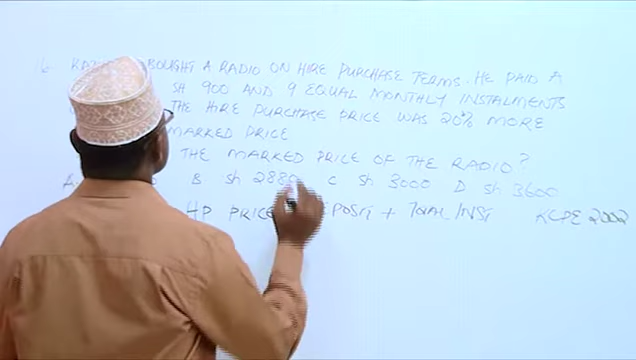 BOUGHT A RADIO ON HIRE PURCHASE TERMS. HE PAID A
SH 900 AND 9 EQUAL MONTHLY INSTALMENTS
THE HIRE PURCHASE PRICE WAS 20% MORE
MARKED PRICE
THE MARKED PRICE OF THE RADIO?
B Sh 2880 C Sh 3000 D Sh 3600
HP PRICE + TOTAL INST KCPE 2002